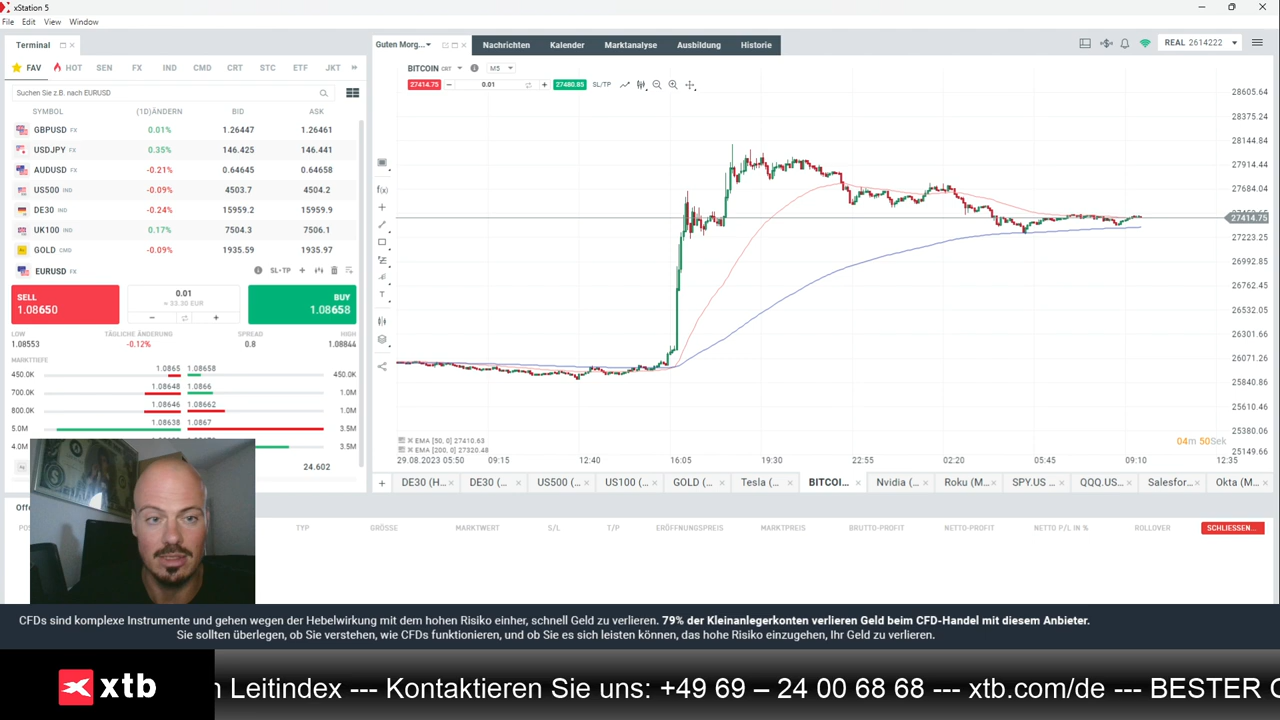 xStation 5
File Edit View Window
Terminal
FAV HOT SEN FX IND CMD CRT STC ETF JKT
Suchen Sie z.B. nach EURUSD
SYMBOL (1D)ÄNDERN BID ASK
GBPUSD FX 0.01% 1.26447 1.26461
USDJPY FX 0.35% 146.425 146.441
AUDUSD FX -0.21% 0.64645 0.64658
US500 IND -0.09% 4503.7 4504.2
DE30 IND -0.24% 15959.2 15959.9
UK100 IND 0.17% 7504.3 7506.1
GOLD CMD -0.09% 1935.59 1935.97
EURUSD FX SL•TP
SELL 1.08650
0.01
≈ 33.30 EUR
BUY 1.08658
LOW TÄGLICHE ÄNDERUNG SPREAD HIGH
1.08553 -0.12% 0.8 1.08844
MARKTTIEFE
450.0K 1.0865 1.08658 450.0K
700.0K 1.08648 1.0866 1.0M
800.0K 1.08646 1.08662 1.0M
5.0M 1.08638 1.0867 3.5M
4.0M 3.5M
24.602
Guten Morg... Nachrichten Kalender Marktanalyse Ausbildung Historie
REAL 2614222
BITCOIN CRT M5
27414.75 0.01 27480.85 SL/TP
28605.64
28375.24
28144.84
27914.44
27684.04
27414.75
27223.25
26992.85
26762.45
26532.05
26301.66
26071.26
25840.86
25610.46
25380.06
25149.66
04m 50Sek
EMA [50, 0] 27410.63
EMA [200, 0] 27320.48
29.08.2023 05:50 09:15 12:40 16:05 19:30 22:55 02:20 05:45 09:10 12:35
DE30 (H... DE30 (... US500 (... US100 (... GOLD (... Tesla (... BITCOI... Nvidia (... Roku (M... SPY.US ... QQQ.US... Salesfor... Okta (M...
TYP GRÖSSE MARKTWERT S/L T/P ERÖFFNUNGSPREIS MARKTPREIS BRUTTO-PROFIT NETTO-PROFIT NETTO P/L IN % ROLLOVER SCHLIESSEN...
CFDs sind komplexe Instrumente und gehen wegen der Hebelwirkung mit dem hohen Risiko einher, schnell Geld zu verlieren. 79% der Kleinanlegerkonten verlieren Geld beim CFD-Handel mit diesem Anbieter.
Sie sollten überlegen, ob Sie verstehen, wie CFDs funktionieren, und ob Sie es sich leisten können, das hohe Risiko einzugehen, Ihr Geld zu verlieren.
xtb
n Leitindex --- Kontaktieren Sie uns: +49 69 – 24 00 68 68 --- xtb.com/de --- BESTER